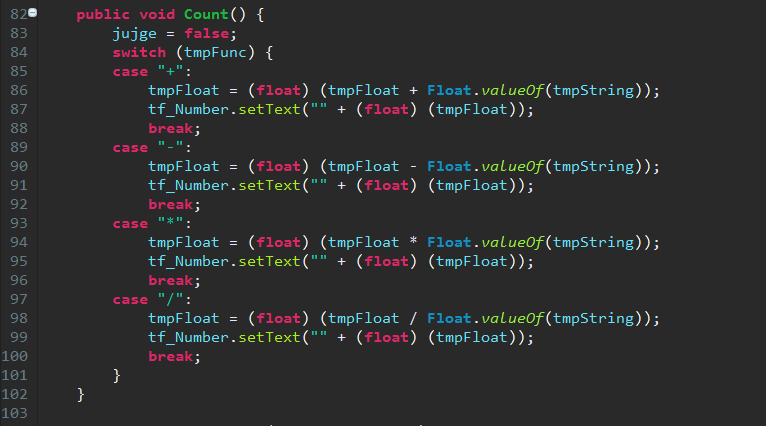 82 public void Count() {
83 jujge = false;
84 switch (tmpFunc) {
85 case "+":
86 tmpFloat = (float) (tmpFloat + Float.valueOf(tmpString));
87 tf_Number.setText("" + (float) (tmpFloat));
88 break;
89 case "-":
90 tmpFloat = (float) (tmpFloat - Float.valueOf(tmpString));
91 tf_Number.setText("" + (float) (tmpFloat));
92 break;
93 case "*":
94 tmpFloat = (float) (tmpFloat * Float.valueOf(tmpString));
95 tf_Number.setText("" + (float) (tmpFloat));
96 break;
97 case "/":
98 tmpFloat = (float) (tmpFloat / Float.valueOf(tmpString));
99 tf_Number.setText("" + (float) (tmpFloat));
100 break;
101 }
102 }
103